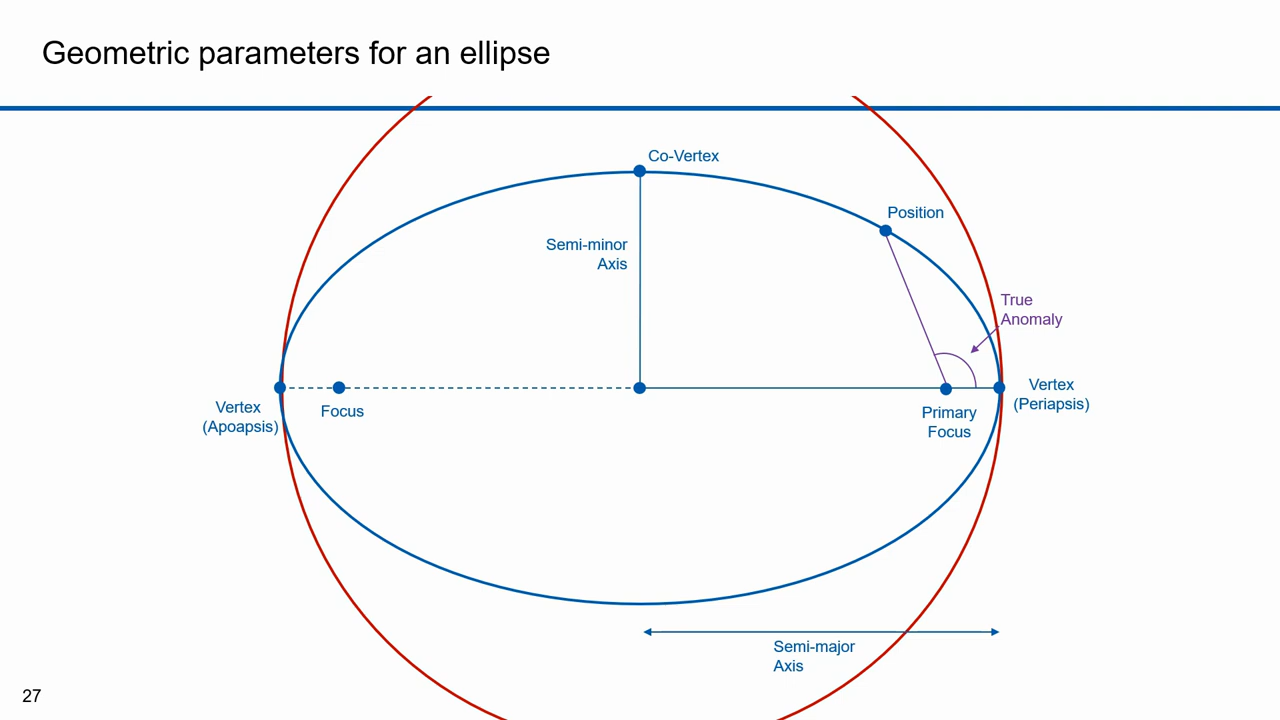 Geometric parameters for an ellipse
Co-Vertex
Position
Semi-minor
Axis
True
Anomaly
Vertex
(Apoapsis)
Focus
Primary
Focus
Vertex
(Periapsis)
Semi-major
Axis
27